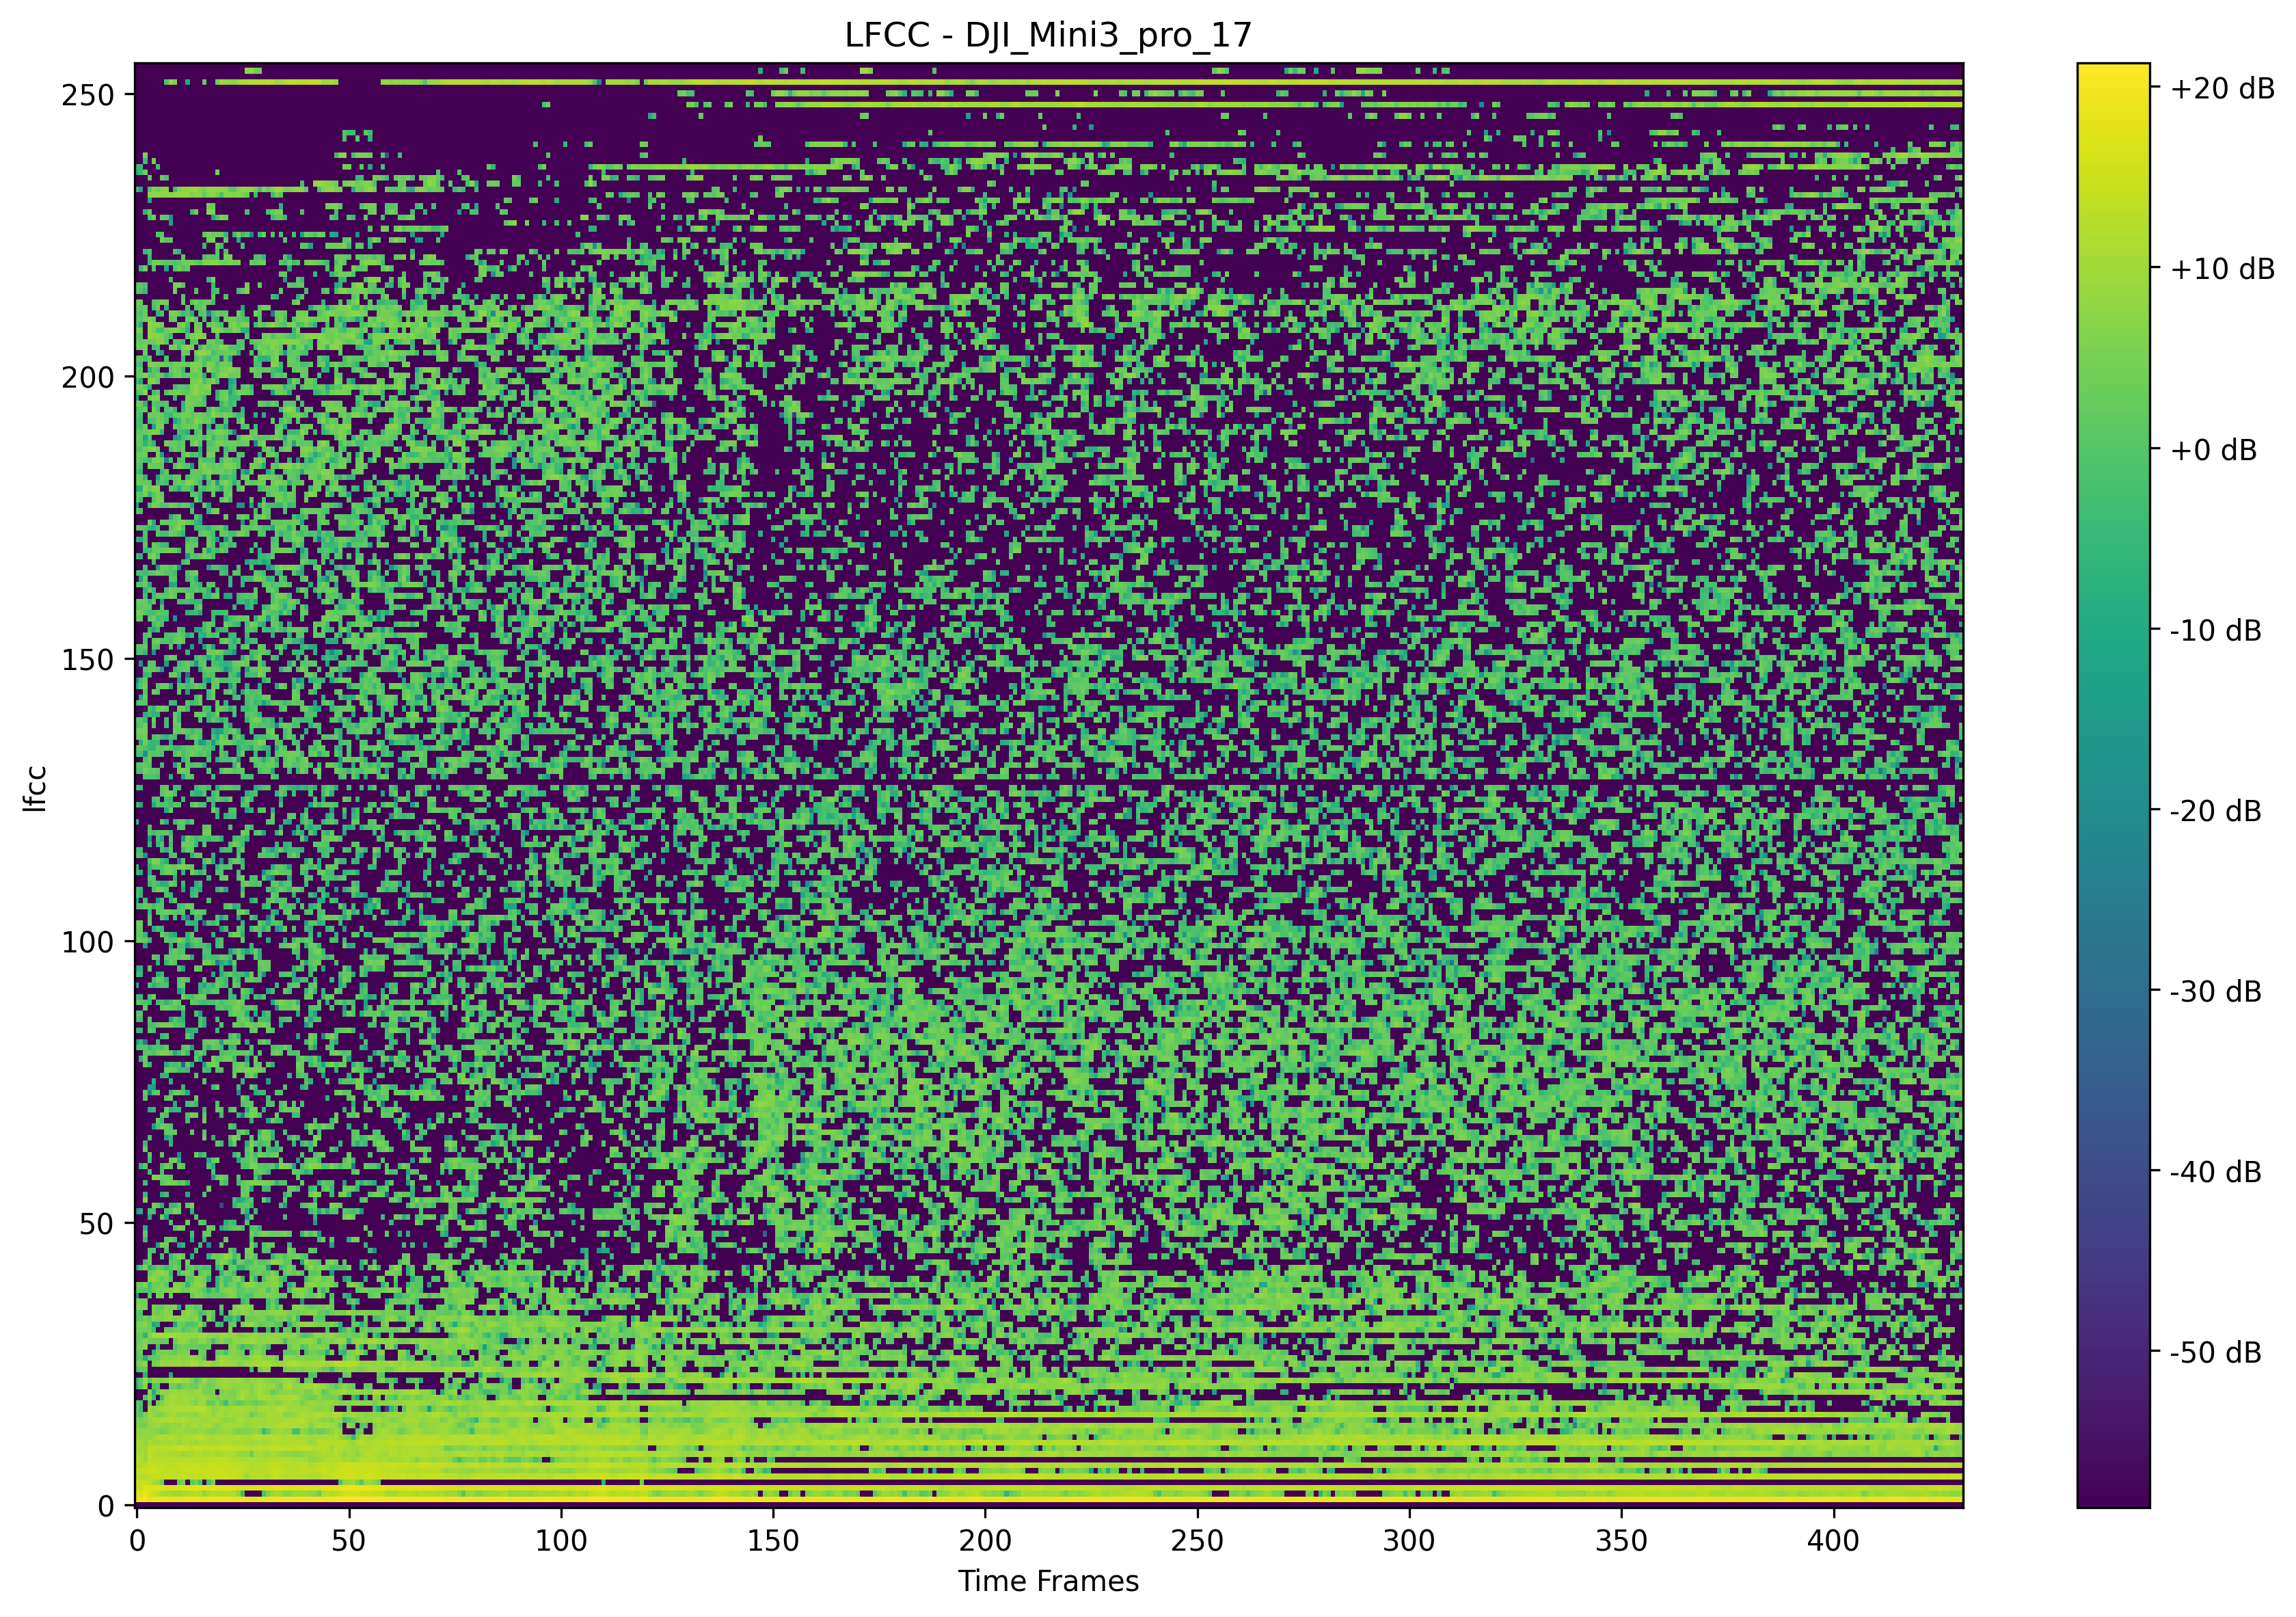 LFCC - DJI_Mini3_pro_17
250
200
150
100
50
0
lfcc
0 50 100 150 200 250 300 350 400
Time Frames
+20 dB
+10 dB
+0 dB
-10 dB
-20 dB
-30 dB
-40 dB
-50 dB